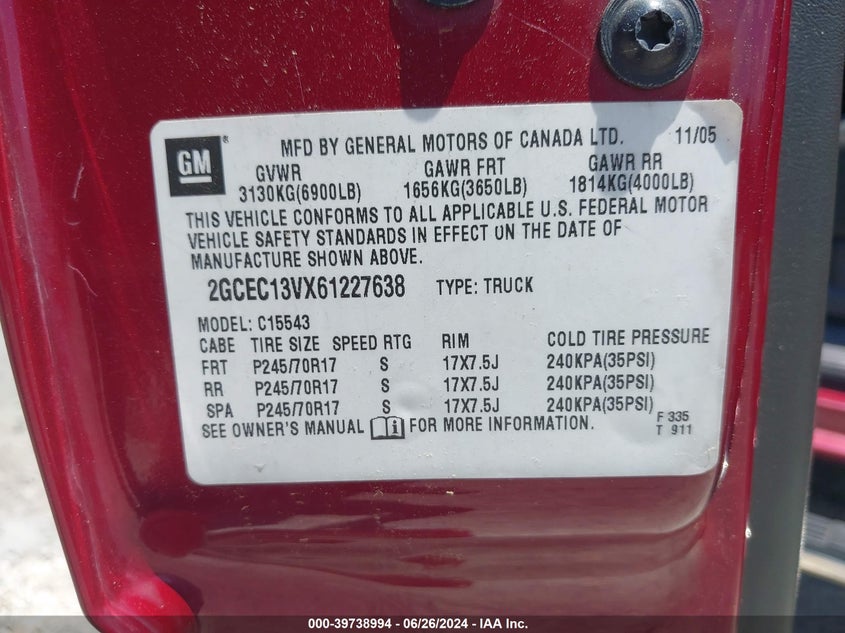 GM ® MFD BY GENERAL MOTORS OF CANADA LTD. 11/05
GVWR GAWR FRT GAWR RR
3130KG(6900LB) 1656KG(3650LB) 1814KG(4000LB)
THIS VEHICLE CONFORMS TO ALL APPLICABLE U.S. FEDERAL MOTOR
VEHICLE SAFETY STANDARDS IN EFFECT ON THE DATE OF
MANUFACTURE SHOWN ABOVE.
2GCEC13VX61227638 TYPE: TRUCK
MODEL: C15543
CABE TIRE SIZE SPEED RTG RIM COLD TIRE PRESSURE
FRT P245/70R17 S 17X7.5J 240KPA(35PSI)
RR P245/70R17 S 17X7.5J 240KPA(35PSI)
SPA P245/70R17 S 17X7.5J 240KPA(35PSI)
SEE OWNER'S MANUAL FOR MORE INFORMATION.
F 335
T 911
000-39738994 - 06/26/2024 - IAA Inc.